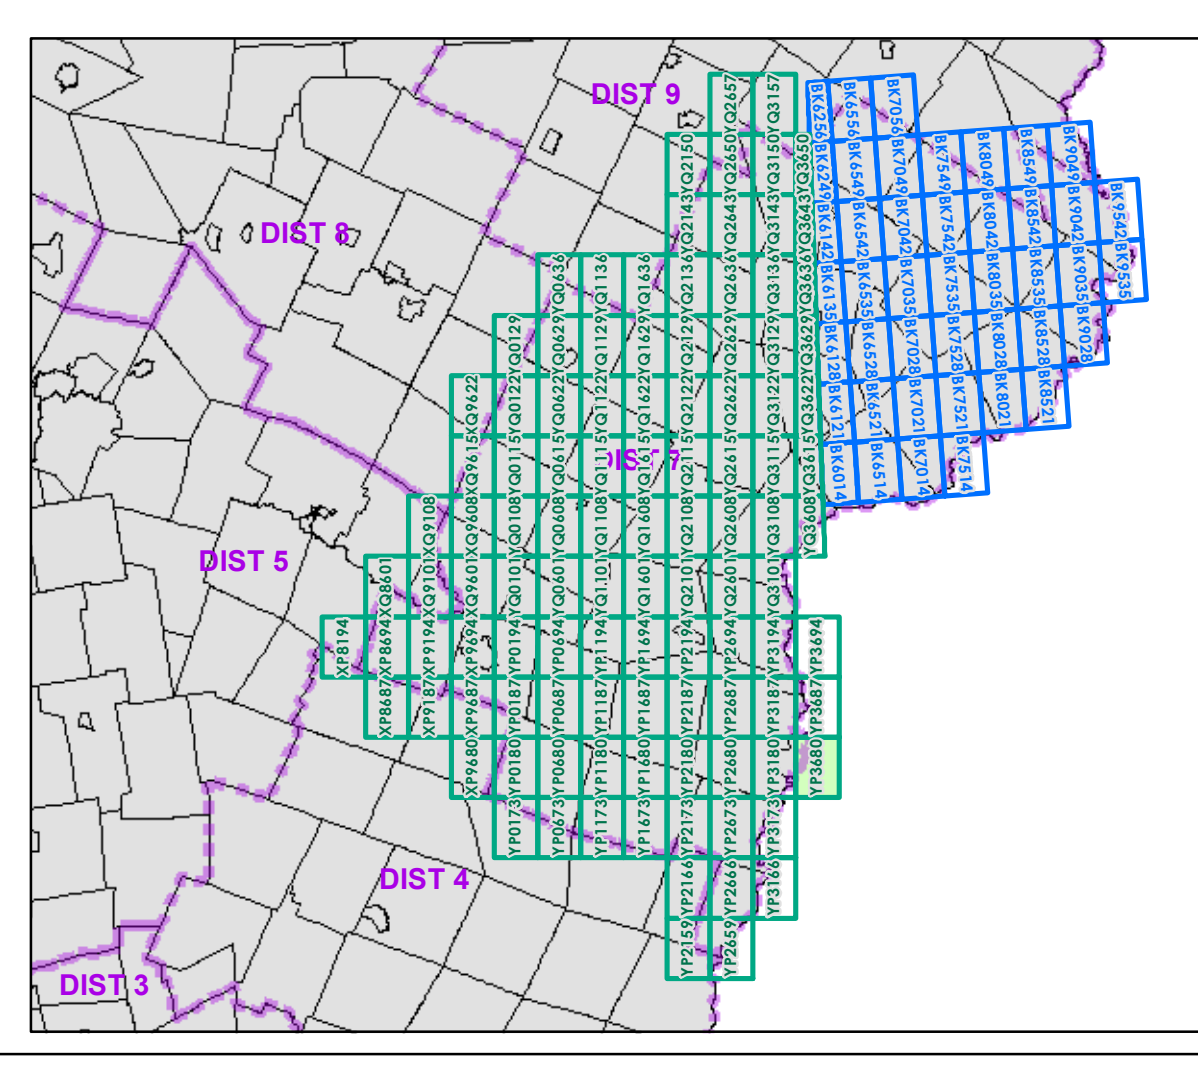 DIST 9
DIST 8
DIST 7
DIST 5
DIST 4
DIST 3
YQ2657 YQ3157
YQ2150 YQ2650 YQ3150 YQ3650
YQ2143 YQ2643 YQ3143 YQ3643
YQ0636 YQ1136 YQ1636 YQ2136 YQ2636 YQ3136 YQ3636
YQ0129 YQ0629 YQ1129 YQ1629 YQ2129 YQ2629 YQ3129 YQ3629
XQ9622 YQ0122 YQ0622 YQ1122 YQ1622 YQ2122 YQ2622 YQ3122 YQ3622
XQ9615 YQ0115 YQ0615 YQ1115 YQ1615 YQ2115 YQ2615 YQ3115 YQ3615
XQ9108 XQ9608 YQ0108 YQ0608 YQ1108 YQ1608 YQ2108 YQ2608 YQ3108 YQ3608
XQ8601 XQ9101 XQ9601 YQ0101 YQ0601 YQ1101 YQ1601 YQ2101 YQ2601 YQ3101
XP8194 XP8694 XP9194 XP9694 YP0194 YP0694 YP1194 YP1694 YP2194 YP2694 YP3194 YP3694
XP8687 XP9187 XP9687 YP0187 YP0687 YP1187 YP1687 YP2187 YP2687 YP3187 YP3687
XP9680 YP0180 YP0680 YP1180 YP1680 YP2180 YP2680 YP3180 YP3680
YP0173 YP0673 YP1173 YP1673 YP2173 YP2673 YP3173
YP2166 YP2666 YP3166
YP2159 YP2659
BK6256 BK6556 BK7056
BK6249 BK6549 BK7049 BK7549 BK8049 BK8549 BK9049
BK6142 BK6542 BK7042 BK7542 BK8042 BK8542 BK9042 BK9542
BK6135 BK6535 BK7035 BK7535 BK8035 BK8535 BK9035 BK9535
BK6128 BK6528 BK7028 BK7528 BK8028 BK8528 BK9028
BK6121 BK6521 BK7021 BK7521 BK8021 BK8521
BK6014 BK6514 BK7014 BK7514